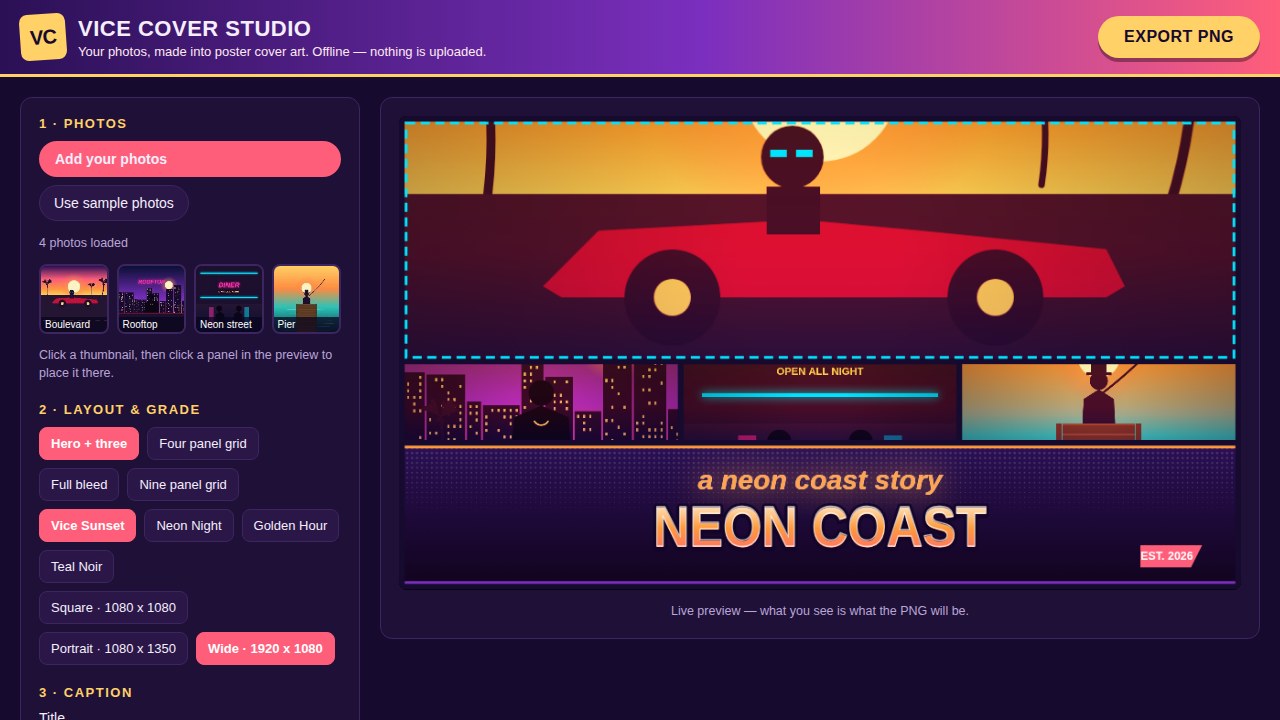 VC
VICE COVER STUDIO
Your photos, made into poster cover art. Offline — nothing is uploaded.
EXPORT PNG
1 · PHOTOS
Add your photos
Use sample photos
4 photos loaded
ROOFTOP
DINER
Boulevard
Rooftop
Neon street
Pier
Click a thumbnail, then click a panel in the preview to
place it there.
2 · LAYOUT & GRADE
Hero + three
Four panel grid
Full bleed
Nine panel grid
Vice Sunset
Neon Night
Golden Hour
Teal Noir
Square · 1080 x 1080
Portrait · 1080 x 1350
Wide · 1920 x 1080
3 · CAPTION
Title
OPEN ALL NIGHT
a neon coast story
NEON COAST
EST. 2026
Live preview — what you see is what the PNG will be.